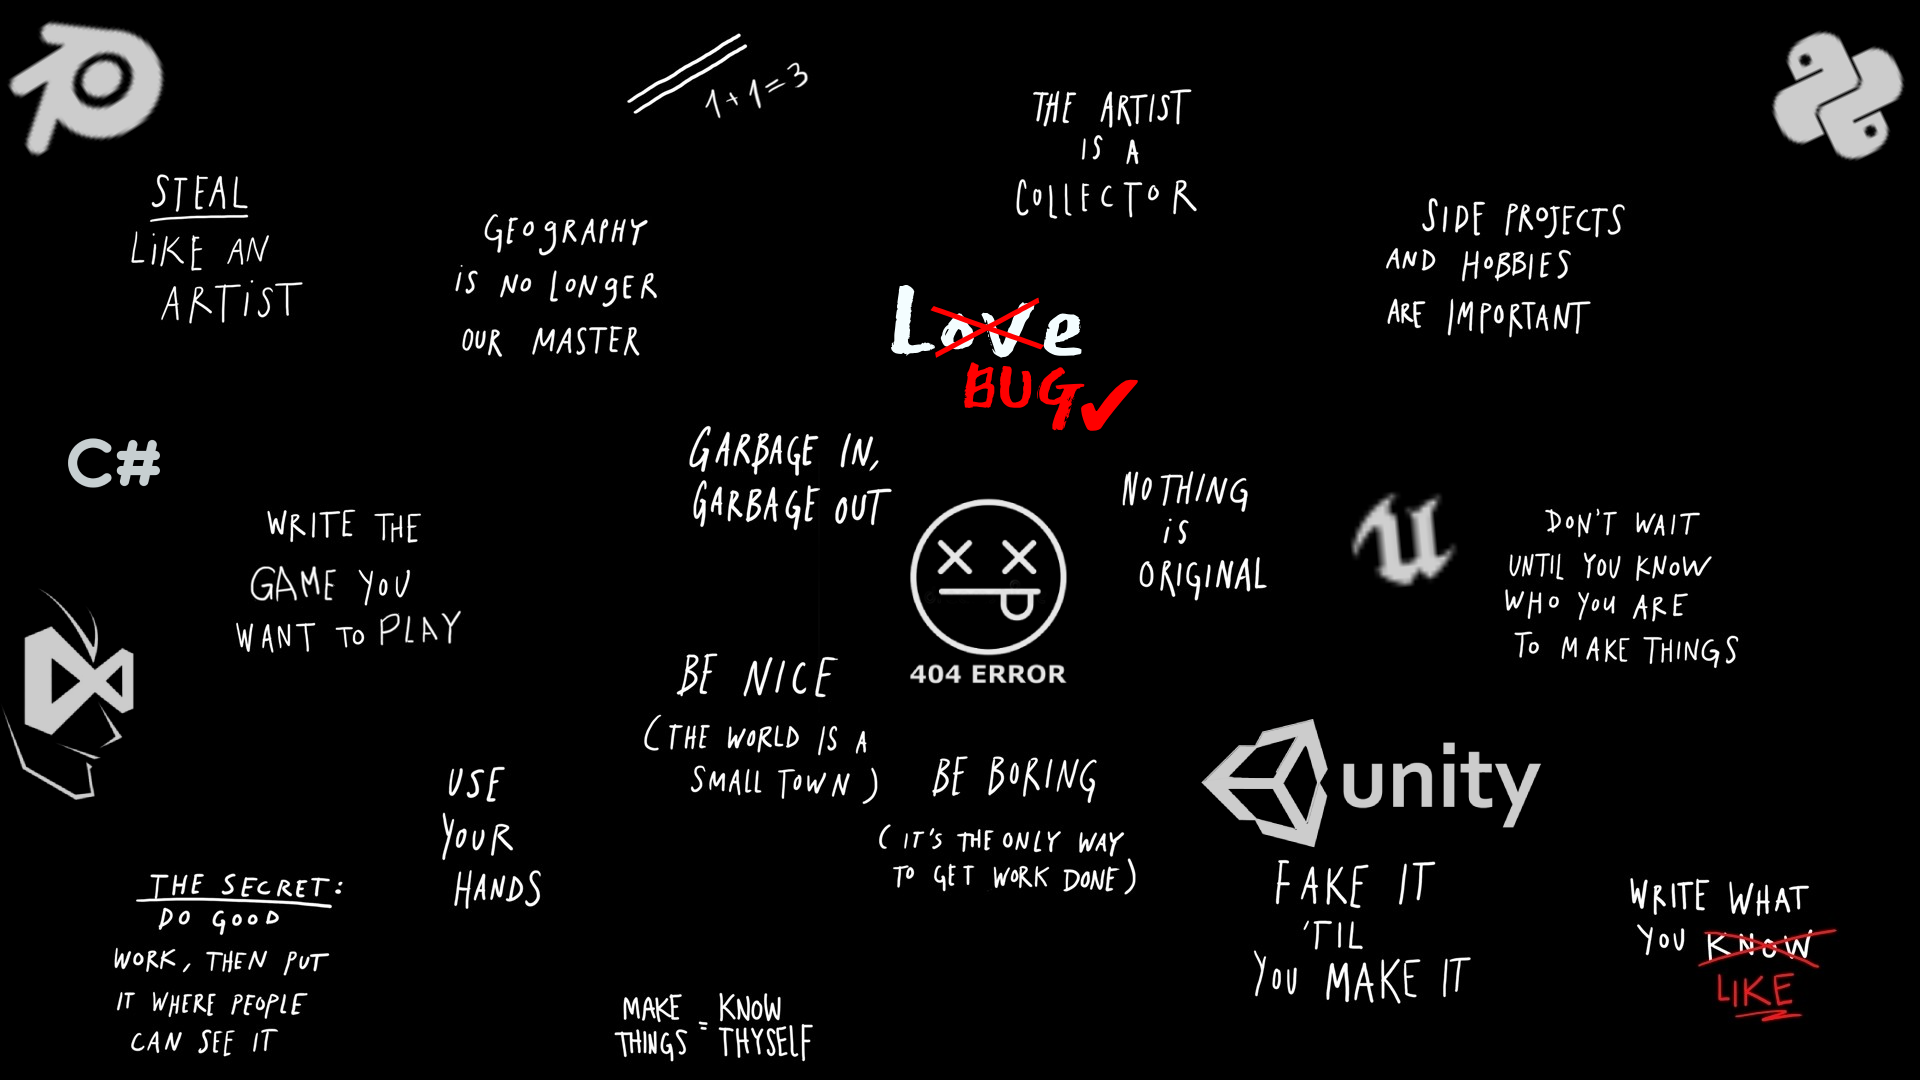 1+1=3
THE ARTIST
IS A
COLLECTOR
STEAL
LIKE AN
ARTIST
GEOGRAPHY
IS NO LONGER
OUR MASTER
SIDE PROJECTS
AND HOBBIES
ARE IMPORTANT
Love
BUG
C#
GARBAGE IN,
GARBAGE OUT
NOTHING
IS
ORIGINAL
WRITE THE
GAME YOU
WANT TO PLAY
DON'T WAIT
UNTIL YOU KNOW
WHO YOU ARE
TO MAKE THINGS
404 ERROR
BE NICE
(THE WORLD IS A
SMALL TOWN)
BE BORING
(IT'S THE ONLY WAY
TO GET WORK DONE)
unity
USE
YOUR
HANDS
THE SECRET:
DO GOOD
WORK, THEN PUT
IT WHERE PEOPLE
CAN SEE IT
FAKE IT
'TIL
YOU MAKE IT
WRITE WHAT
YOU KNOW
LIKE
MAKE THINGS = KNOW THYSELF